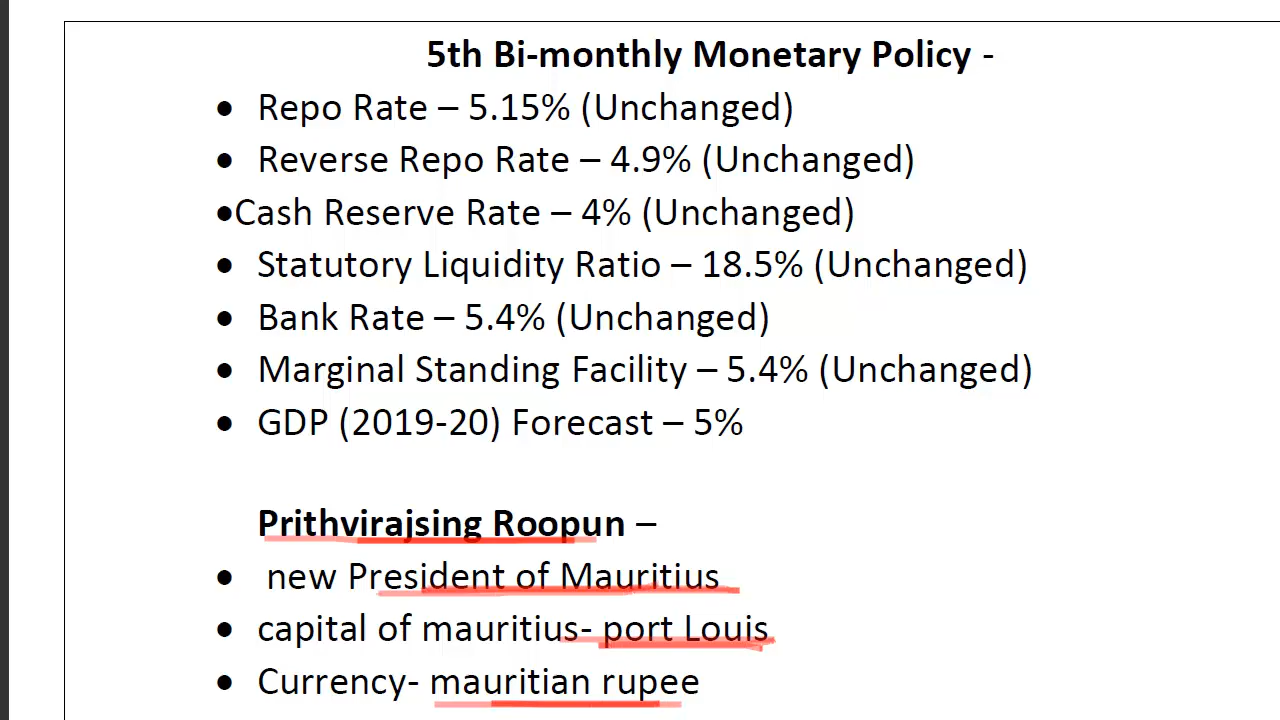 5th Bi-monthly Monetary Policy -
• Repo Rate – 5.15% (Unchanged)
• Reverse Repo Rate – 4.9% (Unchanged)
•Cash Reserve Rate – 4% (Unchanged)
• Statutory Liquidity Ratio – 18.5% (Unchanged)
• Bank Rate – 5.4% (Unchanged)
• Marginal Standing Facility – 5.4% (Unchanged)
• GDP (2019-20) Forecast – 5%
Prithvirajsing Roopun –
• new President of Mauritius
• capital of mauritius- port Louis
• Currency- mauritian rupee